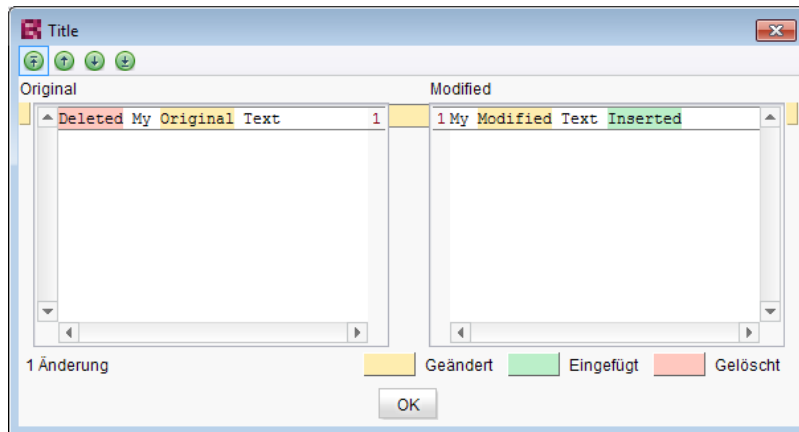 Title
Original Modified
Deleted My Original Text 1 1 My Modified Text Inserted
1 Änderung Geändert Eingefügt Gelöscht
OK